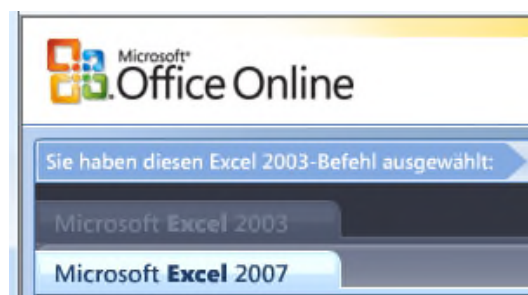 Microsoft®
Office Online
Sie haben diesen Excel 2003-Befehl ausgewählt:
Microsoft Excel 2003
Microsoft Excel 2007